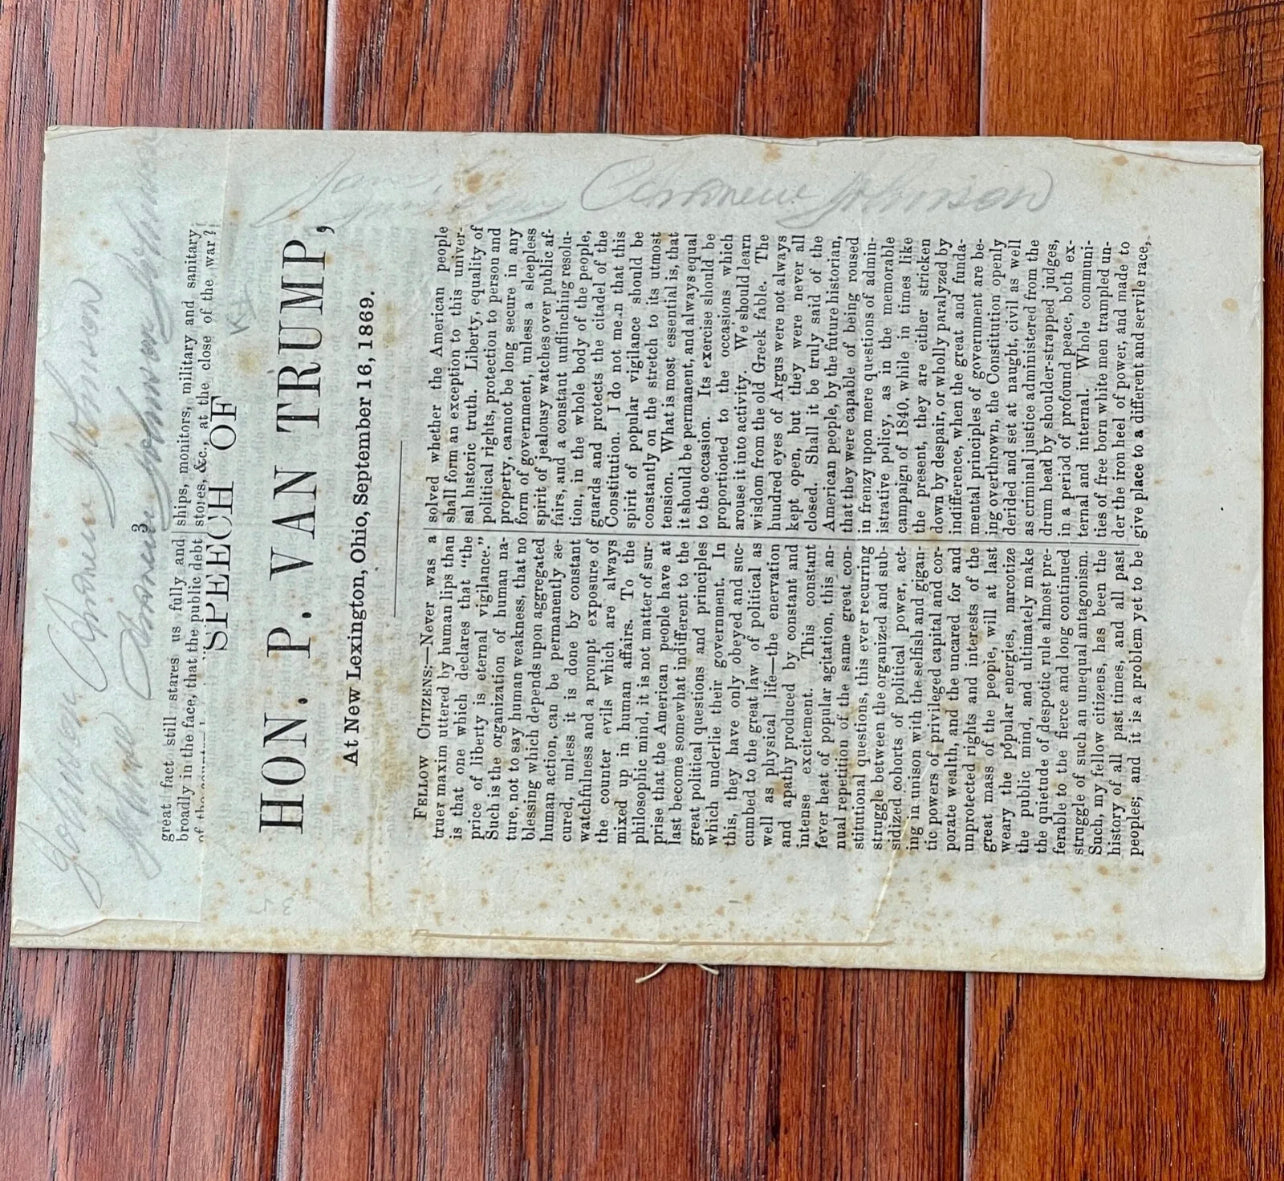 Johnson
Abraneur Johnson
John
Abraneur Johnson
great fact still stares us fully and
broadly in the face, that the public debt
ships, monitors, military and sanitary
stores, &c., at the close of the war?
SPEECH OF
HON. P. VAN TRUMP,
At New Lexington, Ohio, September 16, 1869.
FELLOW CITIZENS:—Never was a
truer maxim uttered by human lips than
is that one which declares that "the
price of liberty is eternal vigilance."
Such is the organization of human na-
ture, not to say human weakness, that no
blessing which depends upon aggregated
human action, can be permanently se-
cured, unless it is done by constant
watchfulness and a prompt exposure of
the counter evils which are always
mixed up in human affairs. To the
philosophic mind, it is not matter of sur-
prise that the American people have at
last become somewhat indifferent to the
great political questions and principles
which underlie their government. In
this, they have only obeyed and suc-
cumbed to the great law of political as
well as physical life—the enervation
and apathy produced by constant and
intense excitement. This constant
fever heat of popular agitation, this an-
nual repetition of the same great con-
stitutional questions, this ever recurring
struggle between the organized and sub-
sidized cohorts of political power, act-
ing in unison with the selfish and gigan-
tic powers of privileged capital and cor-
porate wealth, and the uncared for and
unprotected rights and interests of the
great mass of the people, will at last
weary the popular energies, narcotize
the public mind, and ultimately make
the quietude of despotic rule almost pre-
ferable to the fierce and long continued
struggle of such an unequal antagonism.
Such, my fellow citizens, has been the
history of all past times, and all past
peoples; and it is a problem yet to be
solved whether the American people
shall form an exception to this univer-
sal historic truth. Liberty, equality of
political rights, protection to person and
property, cannot be long secure in any
form of government, unless a sleepless
spirit of jealousy watches over public af-
fairs, and a constant unflinching resolu-
tion, in the whole body of the people,
guards and protects the citadel of the
Constitution. I do not mean that this
spirit of popular vigilance should be
constantly on the stretch to its utmost
tension. What is most essential is, that
it should be permanent, and always equal
to the occasion. Its exercise should be
proportioned to the occasions which
arouse it into activity. We should learn
wisdom from the old Greek fable. The
hundred eyes of Argus were not always
kept open, but they were never all
closed. Shall it be truly said of the
American people, by the future historian,
that they were capable of being roused
in frenzy upon mere questions of admin-
istrative policy, as in the memorable
campaign of 1840, while in times like
the present, they are either stricken
down by despair, or wholly paralyzed by
indifference, when the great and funda-
mental principles of government are be-
ing overthrown, the Constitution openly
derided and set at naught, civil as well
as criminal justice administered from the
drum head by shoulder-strapped judges,
in a period of profound peace, both ex-
ternal and internal. Whole communi-
ties of free born white men trampled un-
der the iron heel of power, and made to
give place to a different and servile race,
Abraneur Johnson